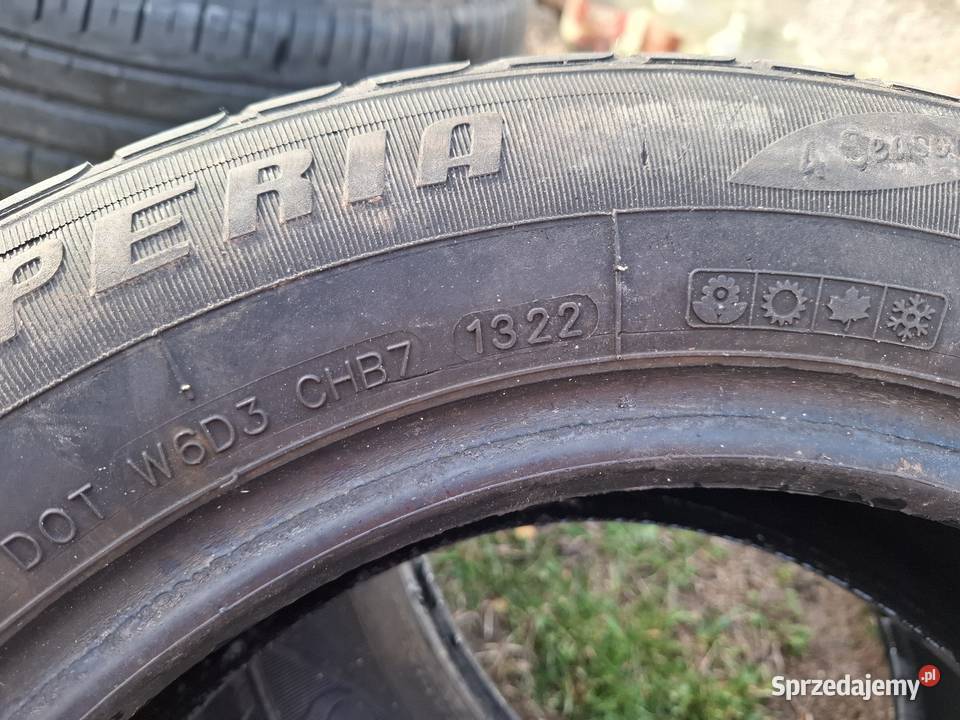 PERIA
4 Season
DOT W6D3 CHB7 1322
Sprzedajemy.pl